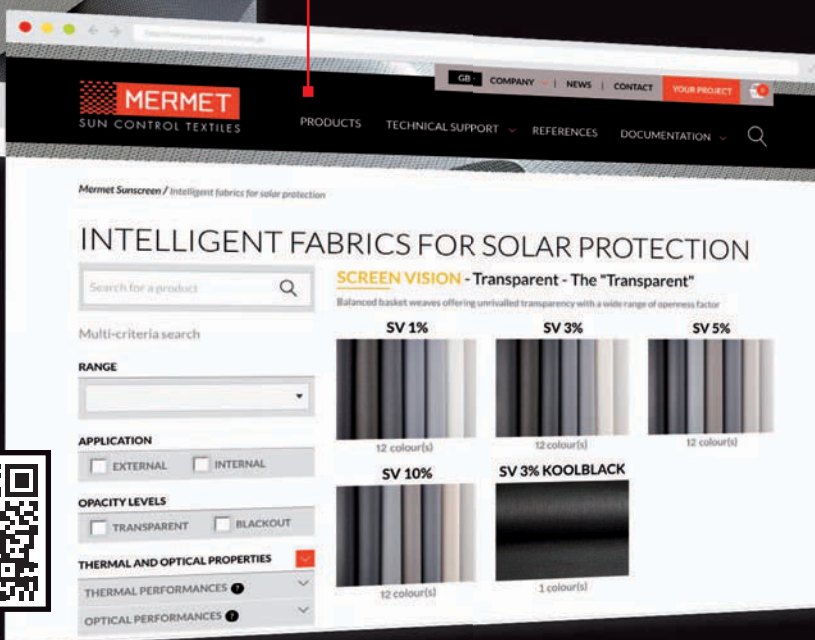 GB COMPANY | NEWS | CONTACT YOUR PROJECT
MERMET
SUN CONTROL TEXTILES
PRODUCTS TECHNICAL SUPPORT REFERENCES DOCUMENTATION
Mermet Sunscreen / Intelligent fabrics for solar protection
INTELLIGENT FABRICS FOR SOLAR PROTECTION
Search for a product
Multi-criteria search
RANGE
APPLICATION
EXTERNAL INTERNAL
OPACITY LEVELS
TRANSPARENT BLACKOUT
THERMAL AND OPTICAL PROPERTIES
THERMAL PERFORMANCES ?
OPTICAL PERFORMANCES ?
SCREEN VISION - Transparent - The "Transparent"
Balanced basket weaves offering unrivalled transparency with a wide range of openness factor
SV 1% SV 3% SV 5%
12 colour(s) 12 colour(s) 12 colour(s)
SV 10% SV 3% KOOLBLACK
12 colour(s) 1 colour(s)